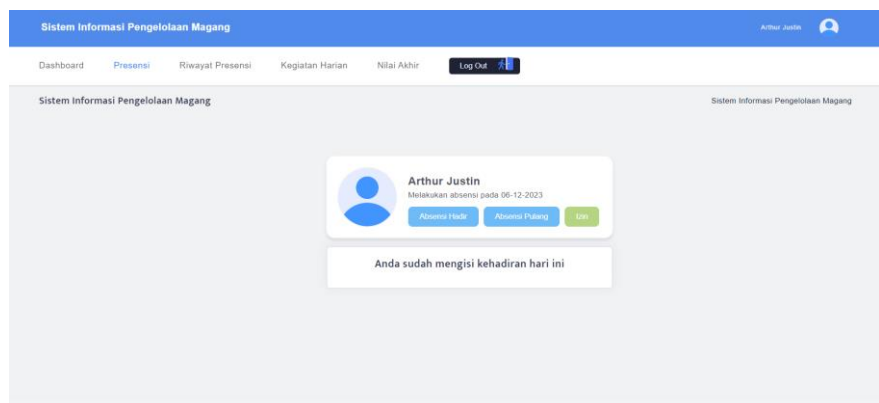 Sistem Informasi Pengelolaan Magang
Arthur Justin
Dashboard Presensi Riwayat Presensi Kegiatan Harian Nilai Akhir Log Out
Sistem Informasi Pengelolaan Magang
Sistem Informasi Pengelolaan Magang
Arthur Justin
Melakukan absensi pada 06-12-2023
Absensi Hadir Absensi Pulang Izin
Anda sudah mengisi kehadiran hari ini